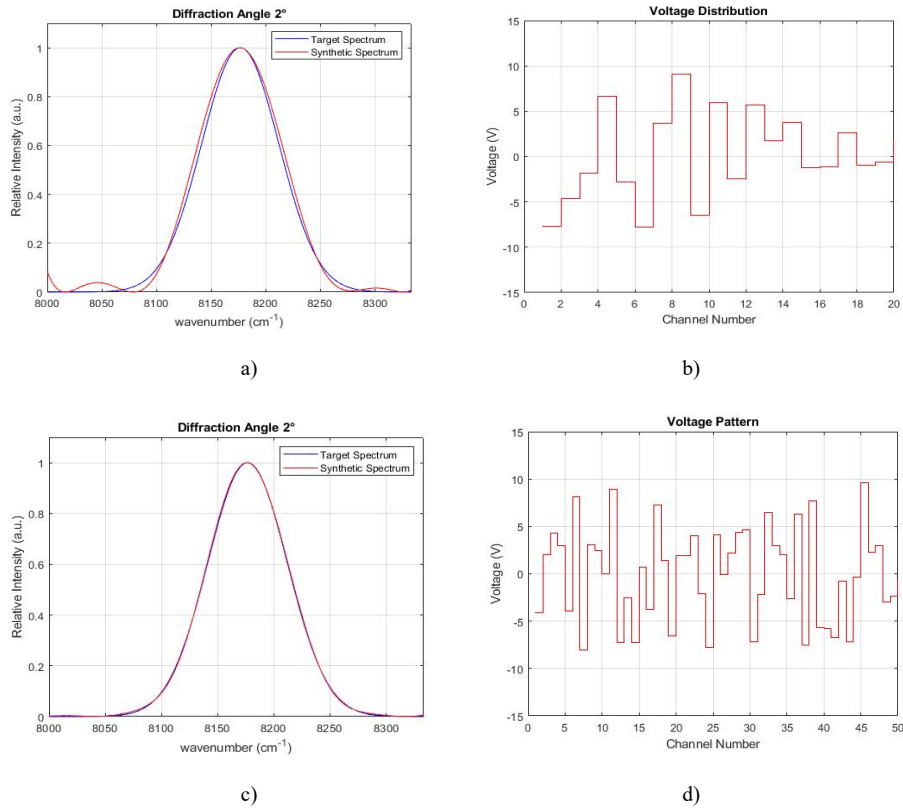 Diffraction Angle 2°
Target Spectrum
Synthetic Spectrum
Relative Intensity (a.u.)
1
0.8
0.6
0.4
0.2
0
8000 8050 8100 8150 8200 8250 8300
wavenumber (cm⁻¹)
a)
Voltage Distribution
Voltage (V)
15
10
5
0
-5
-10
-15
2 4 6 8 10 12 14 16 18 20
Channel Number
b)
Diffraction Angle 2°
Target Spectrum
Synthetic Spectrum
Relative Intensity (a.u.)
1
0.8
0.6
0.4
0.2
0
8000 8050 8100 8150 8200 8250 8300
wavenumber (cm⁻¹)
c)
Voltage Pattern
Voltage (V)
15
10
5
0
-5
-10
-15
0 5 10 15 20 25 30 35 40 45 50
Channel Number
d)